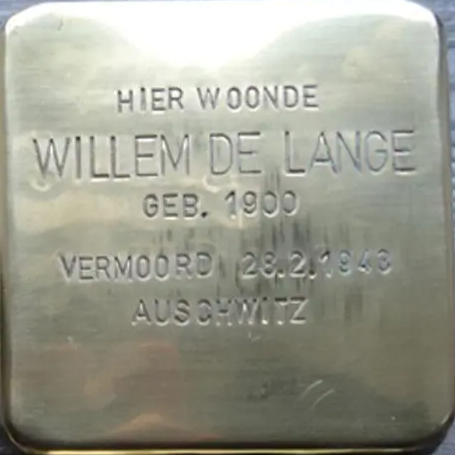 HIER WOONDE
WILLEM DE LANGE
GEB. 1900
VERMOORD 28.2.1943
AUSCHWITZ